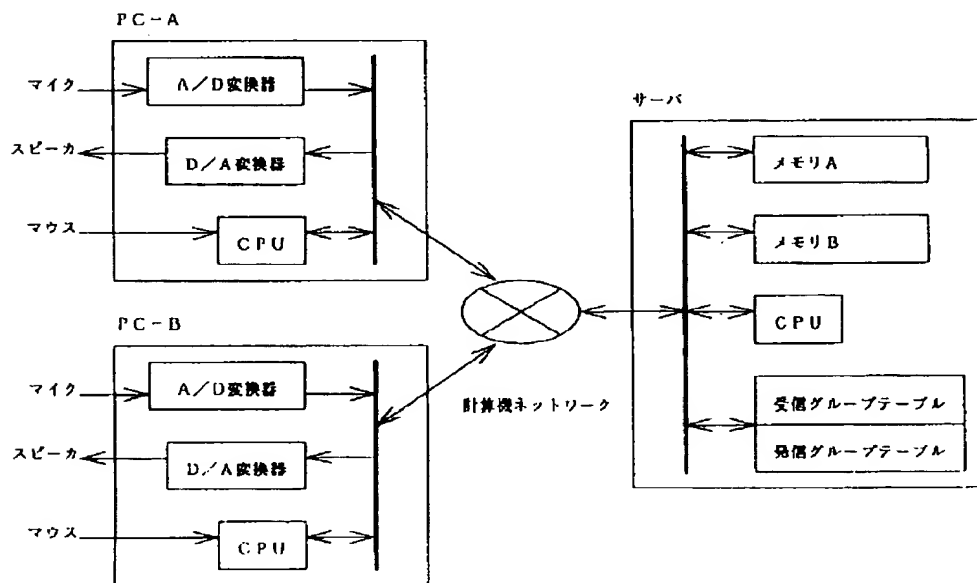 PC-A
マイク
A/D変換器
スピーカ
D/A変換器
マウス
CPU
PC-B
マイク
A/D変換器
スピーカ
D/A変換器
マウス
CPU
計算機ネットワーク
サーバ
メモリA
メモリB
CPU
受信グループテーブル
発信グループテーブル